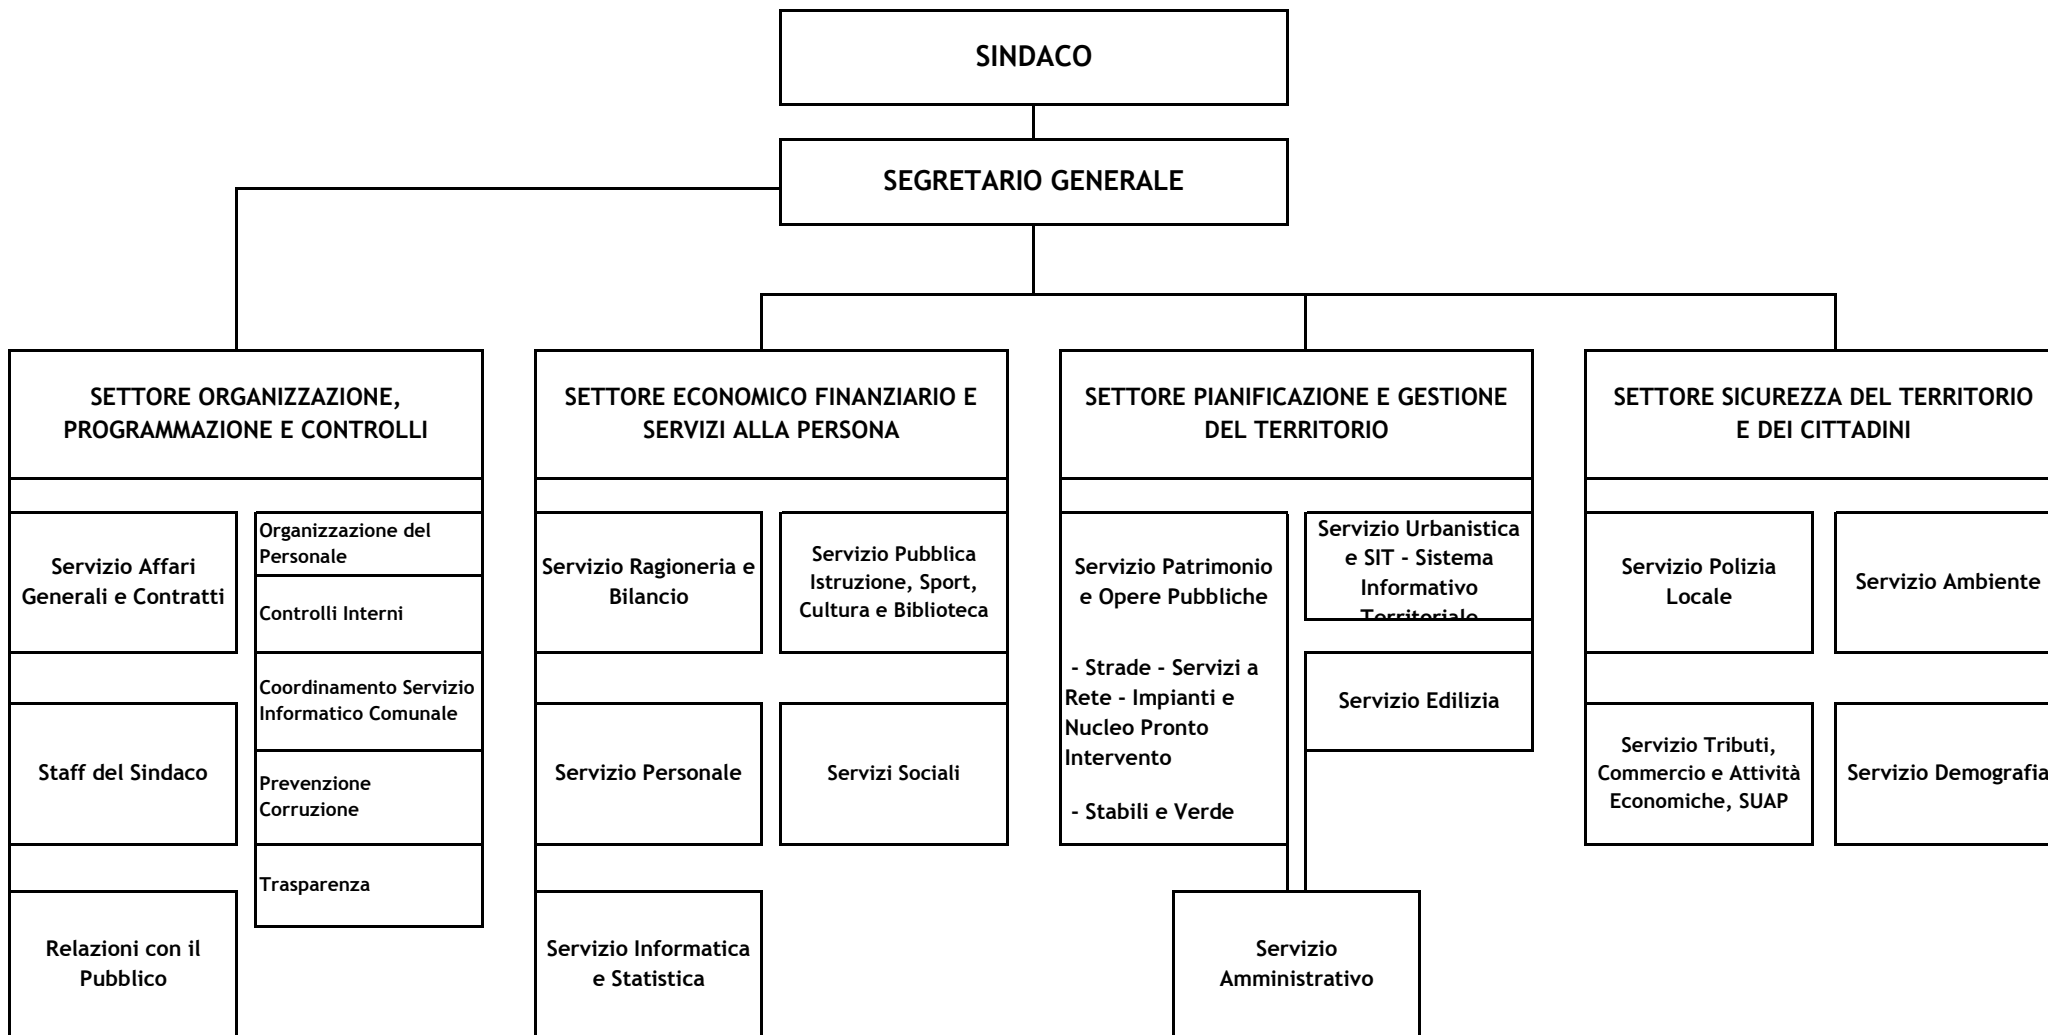 SINDACO
SEGRETARIO GENERALE
SETTORE ORGANIZZAZIONE,
PROGRAMMAZIONE E CONTROLLI
Servizio Affari
Generali e Contratti
Staff del Sindaco
Relazioni con il
Pubblico
Organizzazione del
Personale
Controlli Interni
Coordinamento Servizio
Informatico Comunale
Prevenzione
Corruzione
Trasparenza
SETTORE ECONOMICO FINANZIARIO E
SERVIZI ALLA PERSONA
Servizio Ragioneria e
Bilancio
Servizio Pubblica
Istruzione, Sport,
Cultura e Biblioteca
Servizio Personale
Servizi Sociali
Servizio Informatica
e Statistica
SETTORE PIANIFICAZIONE E GESTIONE
DEL TERRITORIO
Servizio Patrimonio
e Opere Pubbliche
- Strade - Servizi a
Rete - Impianti e
Nucleo Pronto
Intervento
- Stabili e Verde
Servizio Urbanistica
e SIT - Sistema
Informativo
Territoriale
Servizio Edilizia
Servizio
Amministrativo
SETTORE SICUREZZA DEL TERRITORIO
E DEI CITTADINI
Servizio Polizia
Locale
Servizio Ambiente
Servizio Tributi,
Commercio e Attività
Economiche, SUAP
Servizio Demografia